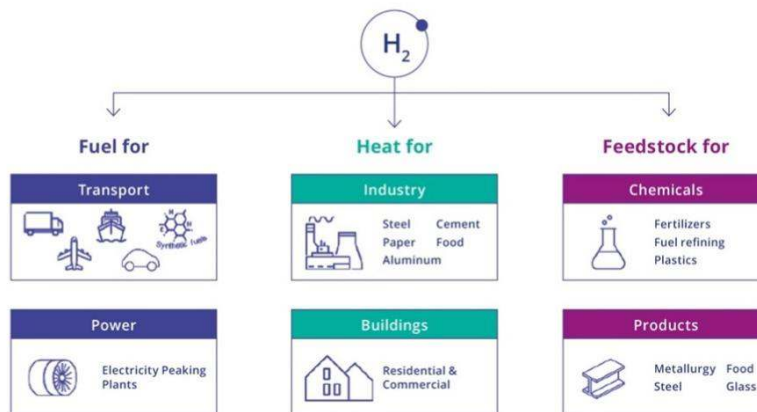 H2
Fuel for
Heat for
Feedstock for
Transport
Synthetic fuels
Industry
Steel Cement
Paper Food
Aluminum
Chemicals
Fertilizers
Fuel refining
Plastics
Power
Electricity Peaking
Plants
Buildings
Residential &
Commercial
Products
Metallurgy Food
Steel Glass